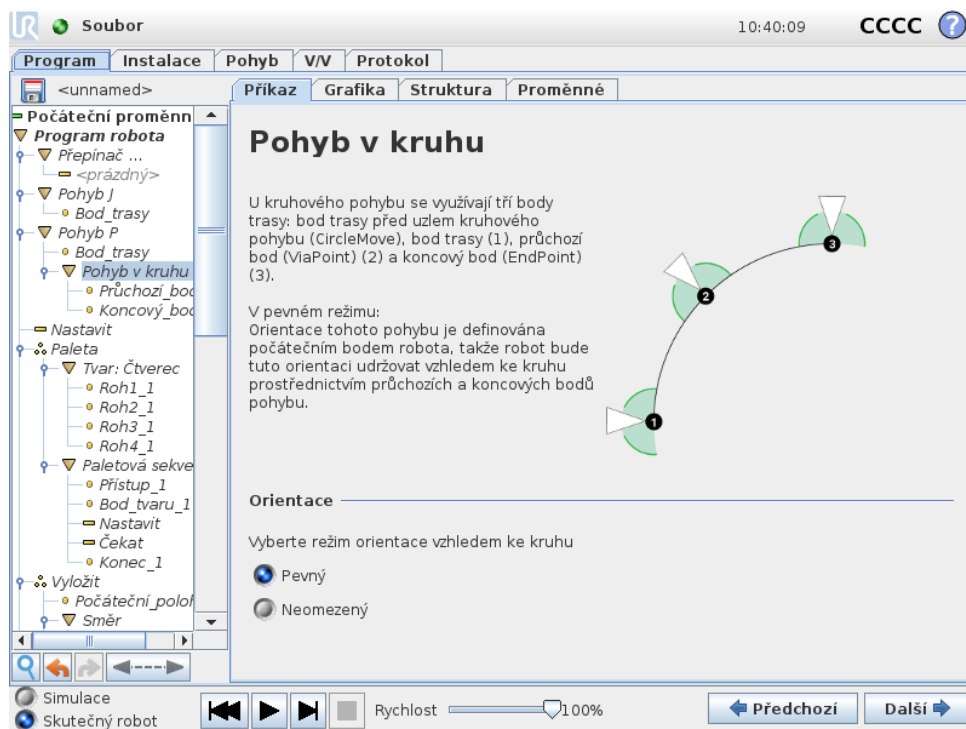 UR Soubor 10:40:09 CCCC ?
Program Instalace Pohyb V/V Protokol
<unnamed>
Příkaz Grafika Struktura Proměnné
Počáteční proměnn
Program robota
Přepínač ...
<prázdný>
Pohyb J
Bod_trasy
Pohyb P
Bod_trasy
Pohyb v kruhu
Průchozí_bod
Koncový_bod
Nastavit
Paleta
Tvar: Čtverec
Roh1_1
Roh2_1
Roh3_1
Roh4_1
Paletová sekve
Přístup_1
Bod_tvaru_1
Nastavit
Čekat
Konec_1
Vyložit
Počáteční_poloh
Směr
Pohyb v kruhu
U kruhového pohybu se využívají tří body
trasy: bod trasy před uzlem kruhového
pohybu (CircleMove), bod trasy (1), průchozí
bod (ViaPoint) (2) a koncový bod (EndPoint)
(3).
V pevném režimu:
Orientace tohoto pohybu je definována
počátečním bodem robota, takže robot bude
tuto orientaci udržovat vzhledem ke kruhu
prostřednictvím průchozích a koncových bodů
pohybu.
3
2
1
Orientace
Vyberte režim orientace vzhledem ke kruhu
Pevný
Neomezený
Simulace
Skutečný robot
Rychlost 100%
Předchozí Další